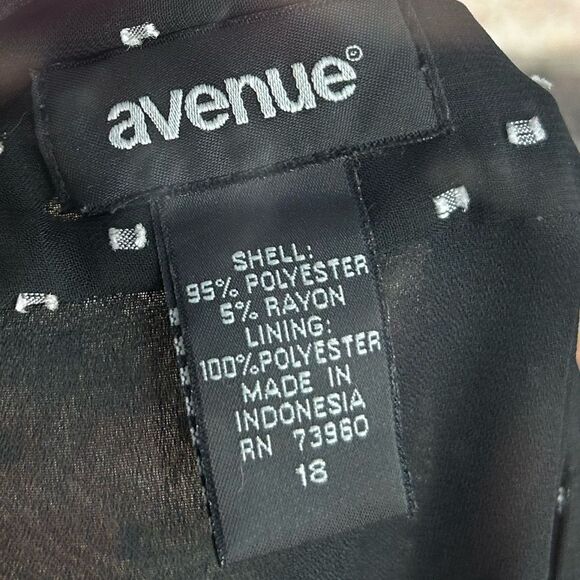 avenue©
SHELL:
95% POLYESTER
5% RAYON
LINING:
100% POLYESTER
MADE IN
INDONESIA
RN 73960
18